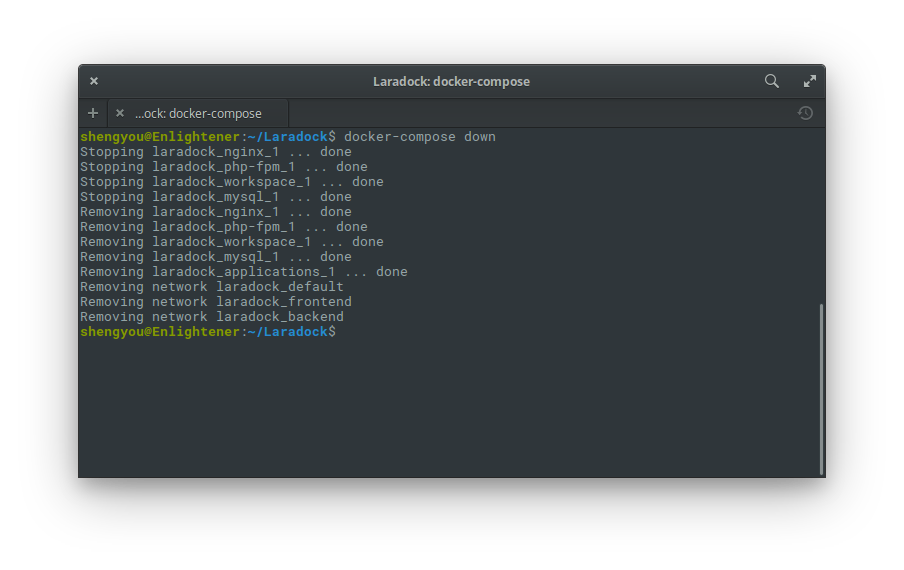 Laradock: docker-compose
...ock: docker-compose
shengyou@Enlightener:~/Laradock$ docker-compose down
Stopping laradock_nginx_1 ... done
Stopping laradock_php-fpm_1 ... done
Stopping laradock_workspace_1 ... done
Stopping laradock_mysql_1 ... done
Removing laradock_nginx_1 ... done
Removing laradock_php-fpm_1 ... done
Removing laradock_workspace_1 ... done
Removing laradock_mysql_1 ... done
Removing laradock_applications_1 ... done
Removing network laradock_default
Removing network laradock_frontend
Removing network laradock_backend
shengyou@Enlightener:~/Laradock$